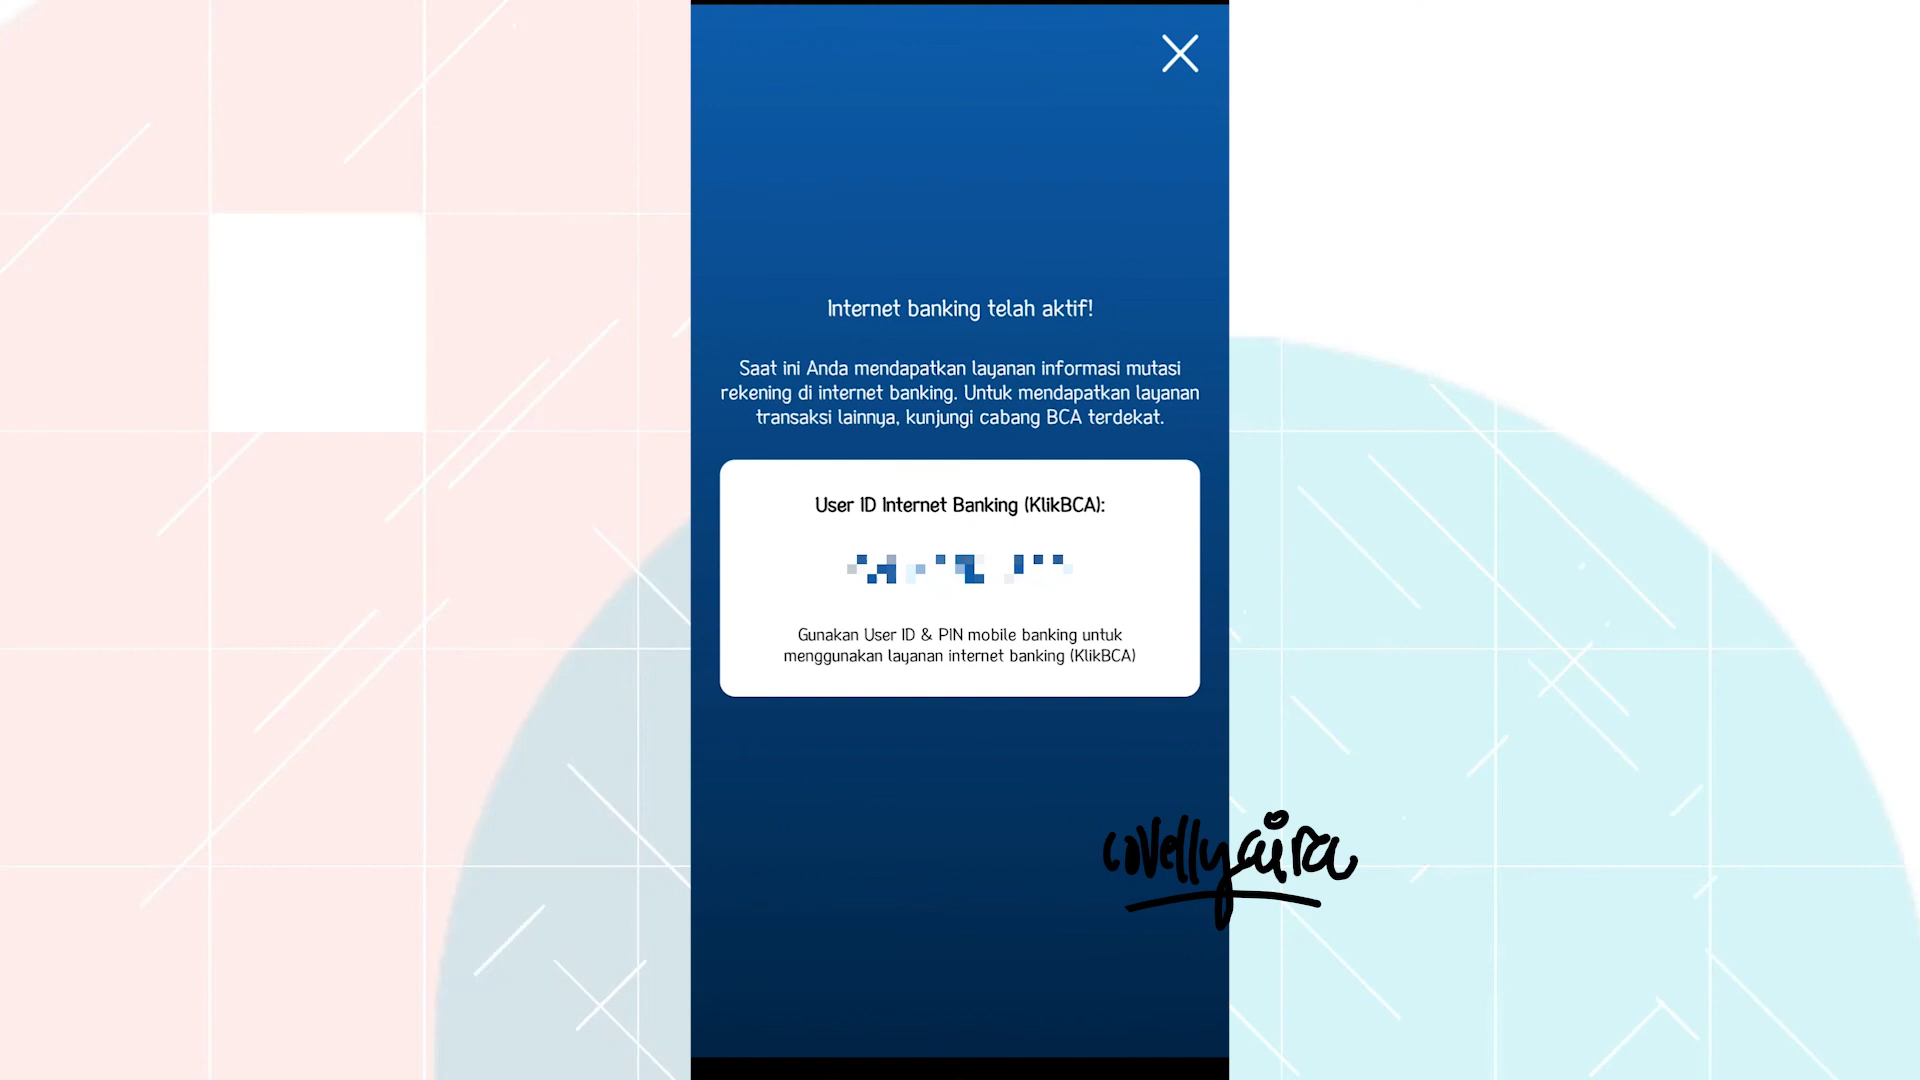 Internet banking telah aktif!
Saat ini Anda mendapatkan layanan informasi mutasi
rekening di internet banking. Untuk mendapatkan layanan
transaksi lainnya, kunjungi cabang BCA terdekat.
User ID Internet Banking (KlikBCA):
Gunakan User ID & PIN mobile banking untuk
menggunakan layanan internet banking (KlikBCA)
covellyaira